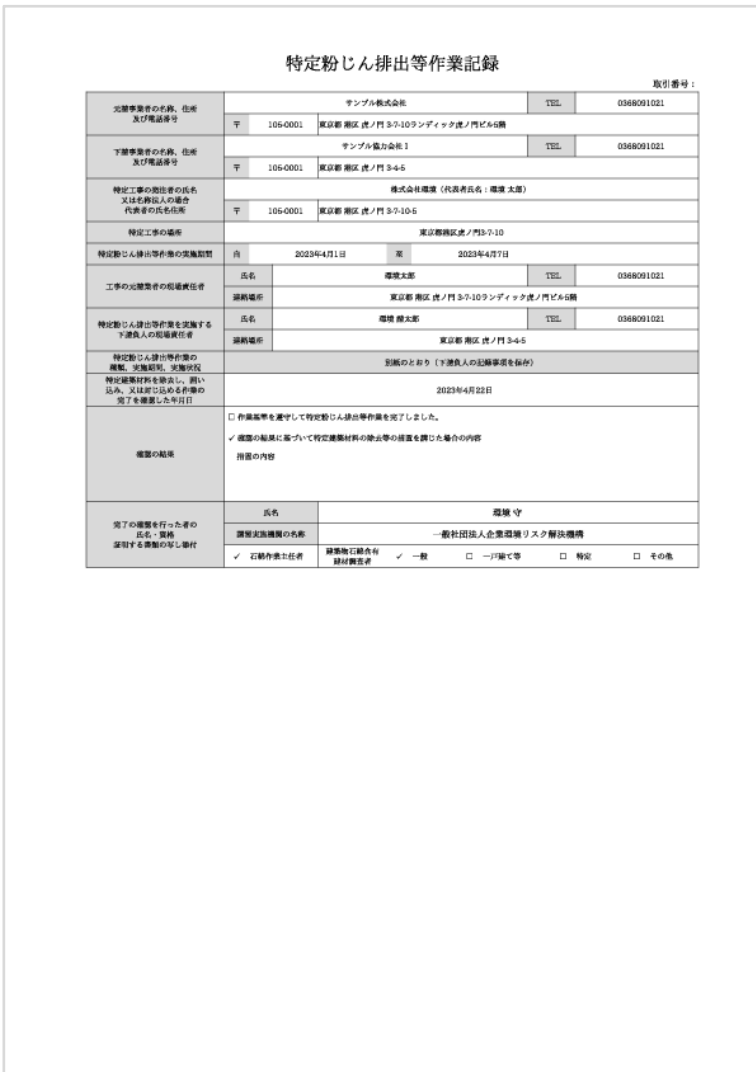 特定粉じん排出等作業記録
取引番号：
元請事業者の名称、住所
及び電話番号
サンプル株式会社 TEL 0368091021
〒 105-0001 東京都 港区 虎ノ門 3-7-10ランディック虎ノ門ビル5階
下請事業者の名称、住所
及び電話番号
サンプル協力会社1 TEL 0368091021
〒 105-0001 東京都 港区 虎ノ門 3-4-5
特定工事の発注者の氏名
又は名称法人の場合
代表者の氏名住所
株式会社環境（代表者氏名：環境 太郎）
〒 105-0001 東京都 港区 虎ノ門 3-7-10-5
特定工事の場所 東京都港区虎ノ門3-7-10
特定粉じん排出等作業の実施期間 自 2023年4月1日 至 2023年4月7日
工事の元請業者の現場責任者
氏名 環境太郎 TEL 0368091021
連絡場所 東京都 港区 虎ノ門 3-7-10ランディック虎ノ門ビル5階
特定粉じん排出等作業を実施する
下請負人の現場責任者
氏名 環境 太郎 TEL 0368091021
連絡場所 東京都 港区 虎ノ門 3-4-5
特定粉じん排出等作業の
種類、実施期間、実施状況
別紙のとおり（下請負人の記録事項を保存）
特定建築材料を除去し、囲い
込み、又は封じ込める作業の
完了を確認した年月日
2023年4月22日
確認の結果
□ 作業基準を遵守して特定粉じん排出等作業を完了しました。
✓ 確認の結果に基づいて特定建築材料の除去等の措置を講じた場合の内容
措置の内容
完了の確認を行った者の
氏名・資格
証明する書類の写し添付
氏名 環境 守
講習実施機関の名称 一般社団法人企業環境リスク解決機構
✓ 石綿作業主任者 建築物石綿含有
建材調査者 ✓ 一般 □ 一戸建て等 □ 特定 □ その他